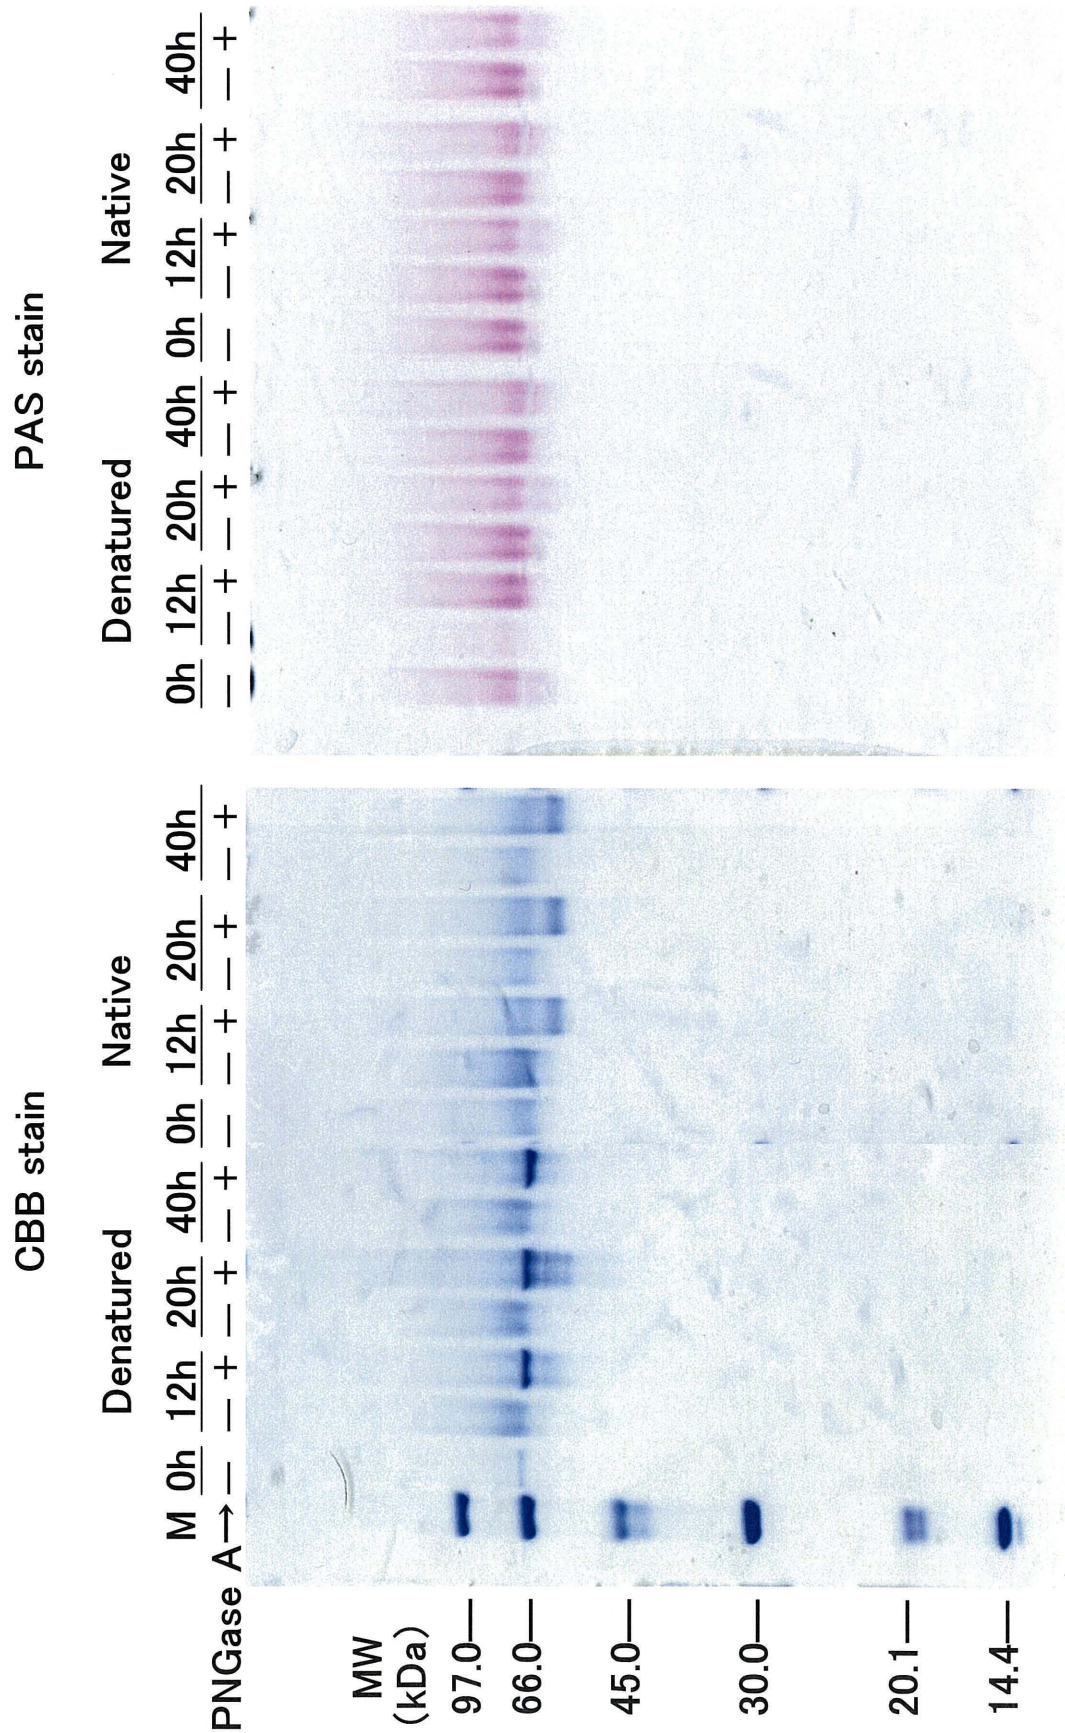 CBB stain PAS stain
Denatured Native Denatured Native
M 0h 12h 20h 40h 0h 12h 20h 40h 0h 12h 20h 40h 0h 12h 20h 40h
PNGase A→ — — + — + — + — — + — + — + — — + — + — + — — + — + — +
MW
(kDa)
97.0—
66.0—
45.0—
30.0—
20.1—
14.4—